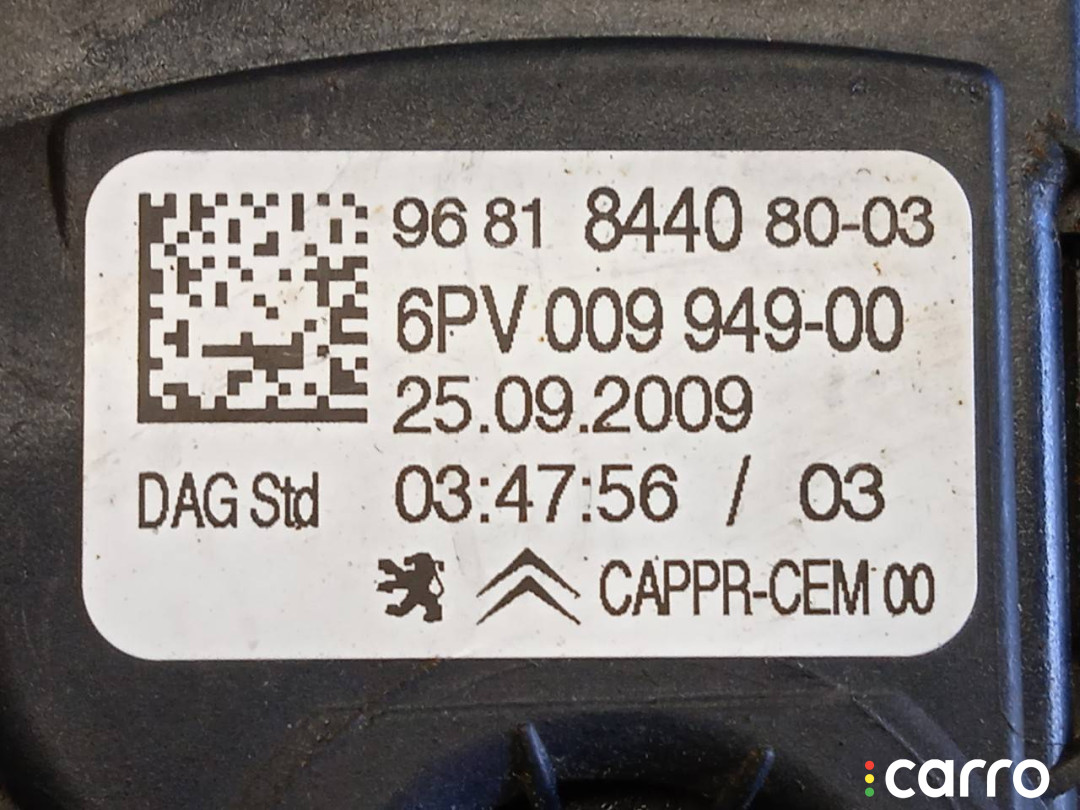 96 81 8440 80-03
6PV 009 949-00
25.09.2009
DAG Std 03:47:56 / 03
CAPPR-CEM 00
carro